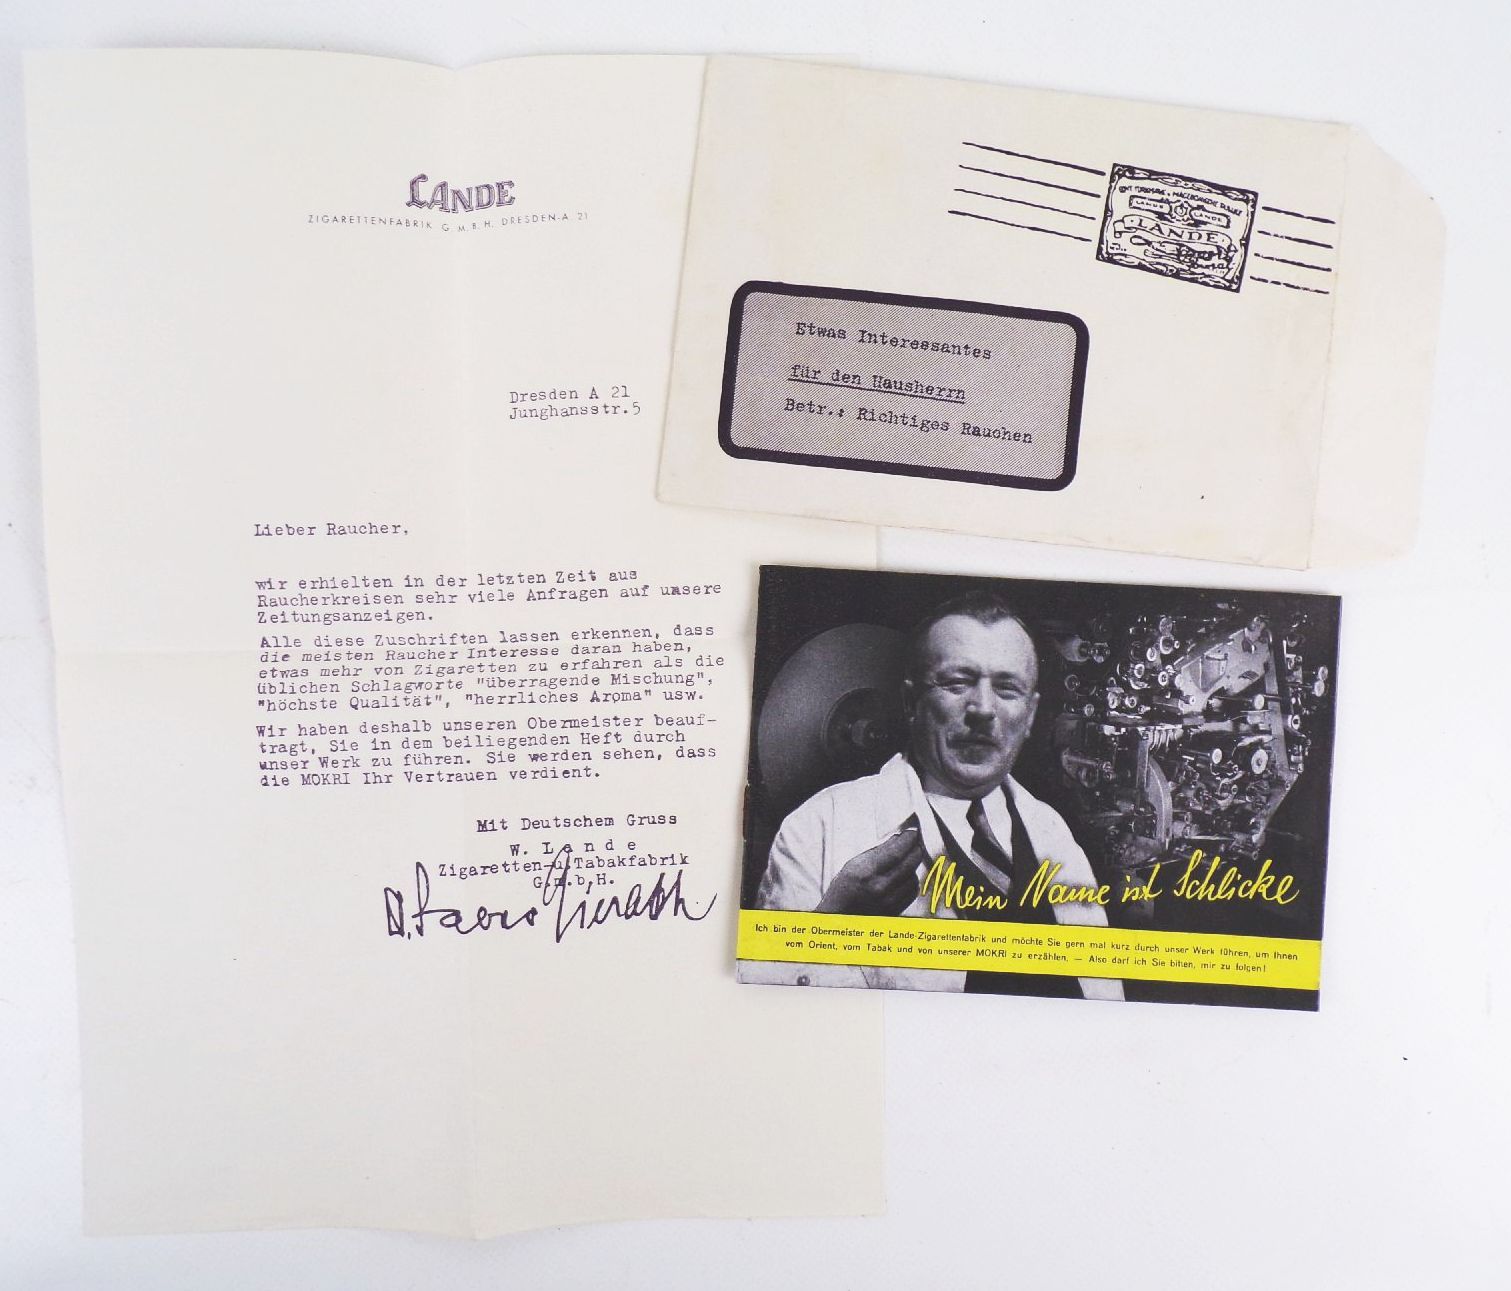 LANDE
ZIGARETTENFABRIK G.M.B.H. DRESDEN-A. 21
Dresden A 21
Junghansstr.5
Lieber Raucher,
wir erhielten in der letzten Zeit aus
Raucherkreisen sehr viele Anfragen auf unsere
Zeitungsanzeigen.
Alle diese Zuschriften lassen erkennen, dass
die meisten Raucher Interesse daran haben,
etwas mehr von Zigaretten zu erfahren als die
üblichen Schlagworte "überragende Mischung",
"höchste Qualität", "herrliches Aroma" usw.
Wir haben deshalb unseren Obermeister beauf-
tragt, Sie in dem beiliegenden Heft durch
unser Werk zu führen. Sie werden sehen, dass
die MOKRI Ihr Vertrauen verdient.
Mit Deutschem Gruss
W. Lande
Zigaretten-u.Tabakfabrik
G.m.b.H.
LANDE LANDE
LANDE
Etwas Interessantes
für den Hausherrn
Betr.: Richtiges Rauchen
Mein Name ist Schlicke
Ich bin der Obermeister der Lande-Zigarettenfabrik und möchte Sie gern mal kurz durch unser Werk führen, um Ihnen
vom Orient, vom Tabak und von unserer MOKRI zu erzählen. — Also darf ich Sie bitten, mir zu folgen!